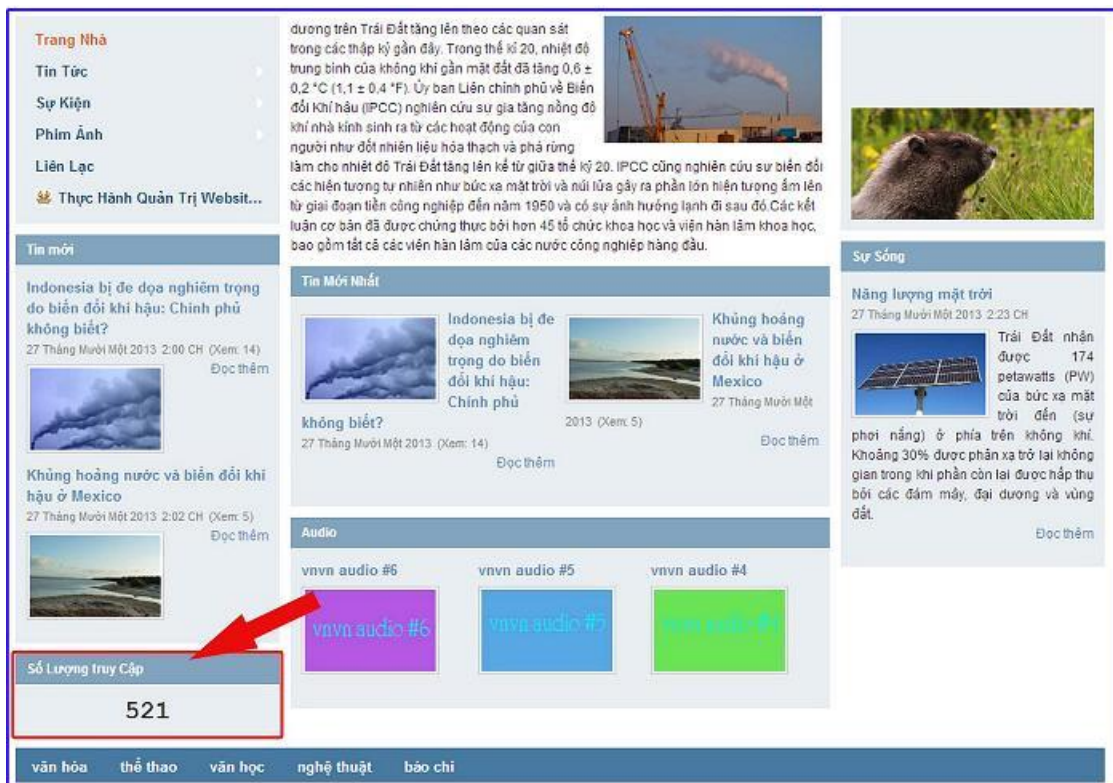 Trang Nhà
Tin Tức
Sự Kiện
Phim Ảnh
Liên Lạc
Thực Hành Quản Trị Websit...
Tin mới
Indonesia bị đe dọa nghiêm trọng
do biến đổi khí hậu: Chính phủ
không biết?
27 Tháng Mười Một 2013 2:00 CH (Xem: 14)
Đọc thêm
Khủng hoảng nước và biến đổi khí
hậu ở Mexico
27 Tháng Mười Một 2013 2:02 CH (Xem: 5)
Đọc thêm
Số Lượng truy Cập
521
dương trên Trái Đất tăng lên theo các quan sát
trong các thập kỷ gần đây. Trong thế kỉ 20, nhiệt độ
trung bình của không khí gần mặt đất đã tăng 0,6 ±
0,2 °C (1,1 ± 0,4 °F). Ủy ban Liên chính phủ về Biến
đổi Khí hậu (IPCC) nghiên cứu sự gia tăng nồng độ
khí nhà kính sinh ra từ các hoạt động của con
người như đốt nhiên liệu hóa thạch và phá rừng
làm cho nhiệt độ Trái Đất tăng lên kể từ giữa thế kỷ 20. IPCC cũng nghiên cứu sự biến đổi
các hiện tượng tự nhiên như bức xạ mặt trời và núi lửa gây ra phần lớn hiện tượng ấm lên
từ giai đoạn tiền công nghiệp đến năm 1950 và có sự ảnh hưởng lạnh đi sau đó.Các kết
luận cơ bản đã được chứng thực bởi hơn 45 tổ chức khoa học và viện hàn lâm khoa học,
bao gồm tất cả các viện hàn lâm của các nước công nghiệp hàng đầu.
Tin Mới Nhất
Indonesia bị đe
dọa nghiêm
trọng do biến
đổi khí hậu:
Chính phủ
không biết?
27 Tháng Mười Một 2013 (Xem: 14)
Đọc thêm
Khủng hoảng
nước và biến
đổi khí hậu ở
Mexico
27 Tháng Mười Một
2013 (Xem: 5)
Đọc thêm
Audio
vnvn audio #6
vnvn audio #5
vnvn audio #4
vnvn audio #6
vnvn audio #5
vnvn audio #4
Sự Sống
Năng lượng mặt trời
27 Tháng Mười Một 2013 2:23 CH
Trái Đất nhận
được 174
petawatts (PW)
của bức xạ mặt
trời đến (sự
phơi nắng) ở phía trên không khí.
Khoảng 30% được phản xạ trở lại không
gian trong khi phần còn lại được hấp thụ
bởi các đám mây, đại dương và vùng
đất.
Đọc thêm
văn hóa thể thao văn học nghệ thuật báo chí